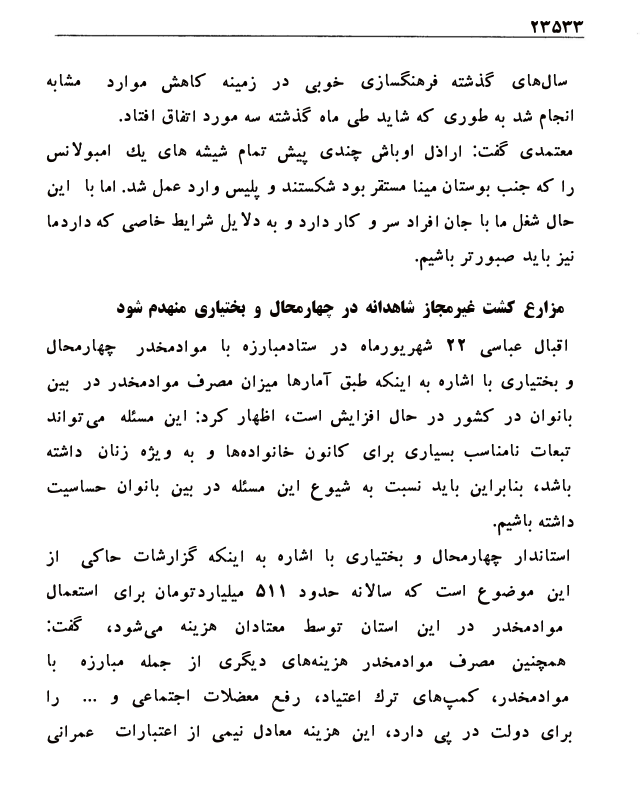 ۲۳۵۳۳
سال‌های گذشته فرهنگسازی خوبی در زمینه کاهش موارد مشابه
انجام شد به طوری که شاید طی ماه گذشته سه مورد اتفاق افتاد.
معتمدی گفت: اراذل اوباش چندی پیش تمام شیشه های یك امبولانس
را که جنب بوستان مینا مستقر بود شکستند و پلیس وارد عمل شد. اما با این
حال شغل ما با جان افراد سر و کار دارد و به دلایل شرایط خاصی که داردما
نیز باید صبورتر باشیم.
مزارع کشت غیرمجاز شاهدانه در چهارمحال و بختیاری منهدم شود
اقبال عباسی ۲۲ شهریورماه در ستادمبارزه با موادمخدر چهارمحال
و بختیاری با اشاره به اینکه طبق آمارها میزان مصرف موادمخدر در بین
بانوان در کشور در حال افزایش است، اظهار کرد: این مسئله می‌تواند
تبعات نامناسب بسیاری برای کانون خانواده‌ها و به ویژه زنان داشته
باشد، بنابراین باید نسبت به شیوع این مسئله در بین بانوان حساسیت
داشته باشیم.
استاندار چهارمحال و بختیاری با اشاره به اینکه گزارشات حاکی از
این موضوع است که سالانه حدود ۵۱۱ میلیاردتومان برای استعمال
موادمخدر در این استان توسط معتادان هزینه می‌شود، گفت:
همچنین مصرف موادمخدر هزینه‌های دیگری از جمله مبارزه با
موادمخدر، کمپ‌های ترك اعتیاد، رفع معضلات اجتماعی و ... را
برای دولت در پی دارد، این هزینه معادل نیمی از اعتبارات عمرانی